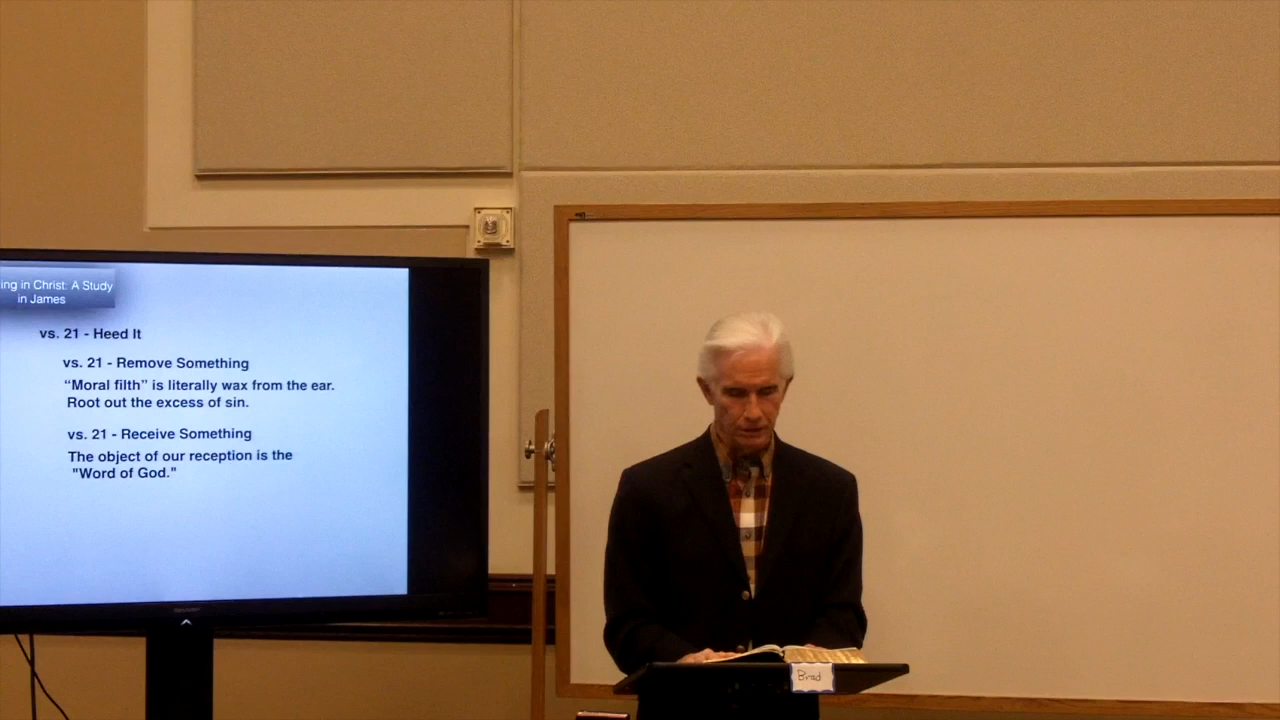 ing in Christ: A Study
in James
vs. 21 - Heed It
vs. 21 - Remove Something
“Moral filth” is literally wax from the ear.
Root out the excess of sin.
vs. 21 - Receive Something
The object of our reception is the
"Word of God."
Brad